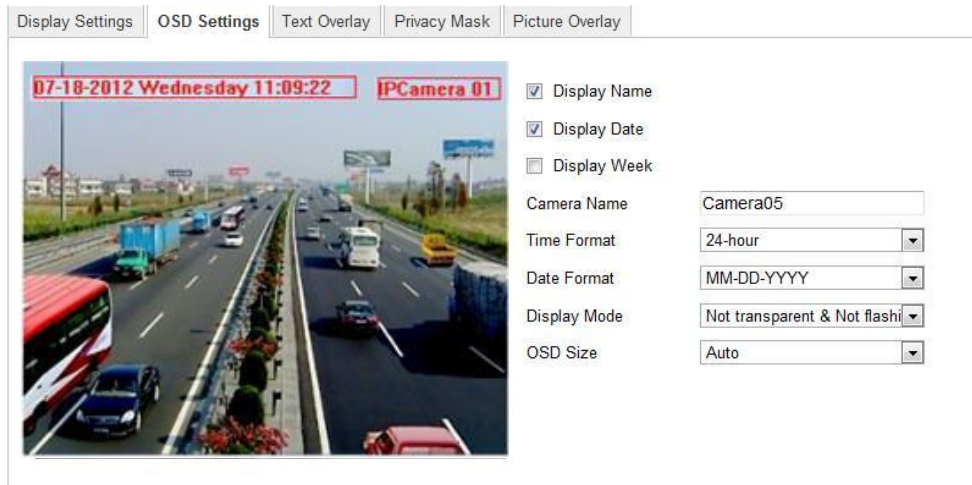 Display Settings
OSD Settings
Text Overlay
Privacy Mask
Picture Overlay
07-18-2012 Wednesday 11:09:22
IPCamera 01
Display Name
Display Date
Display Week
Camera Name
Camera05
Time Format
24-hour
Date Format
MM-DD-YYYY
Display Mode
Not transparent & Not flashi
OSD Size
Auto